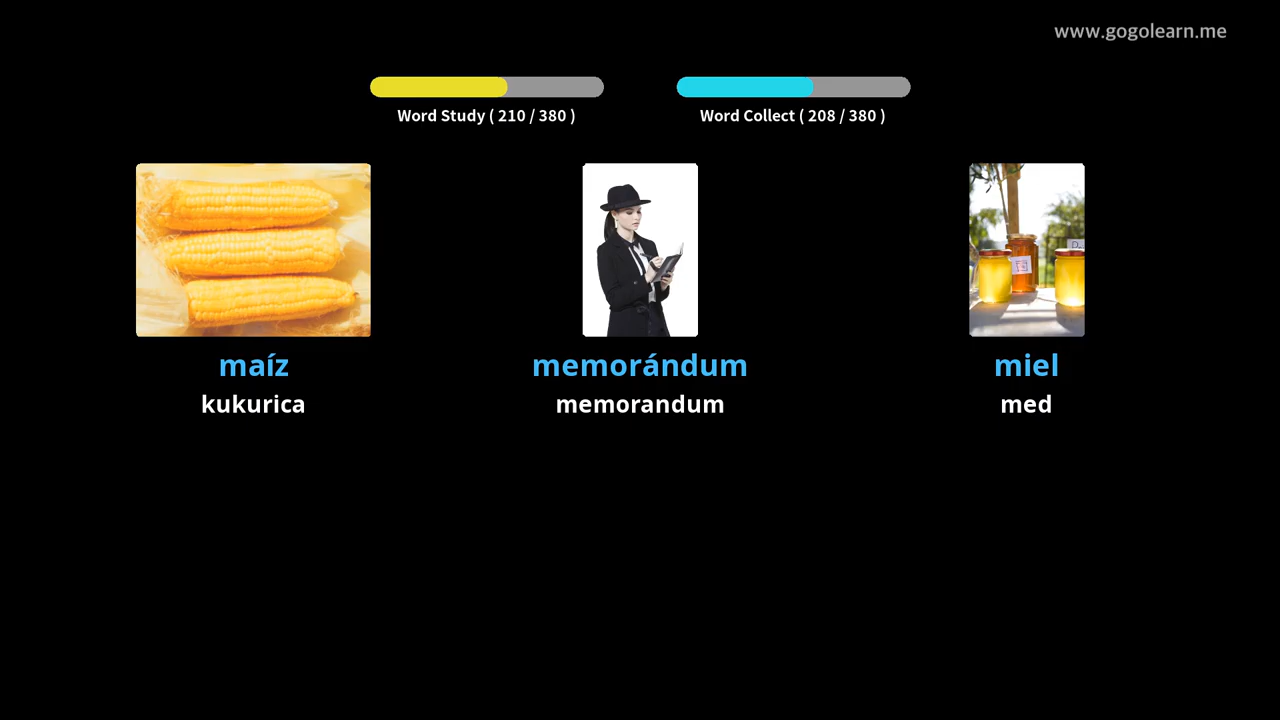 www.gogolearn.me
Word Study ( 210 / 380 )
Word Collect ( 208 / 380 )
maíz
kukurica
memorándum
memorandum
miel
med